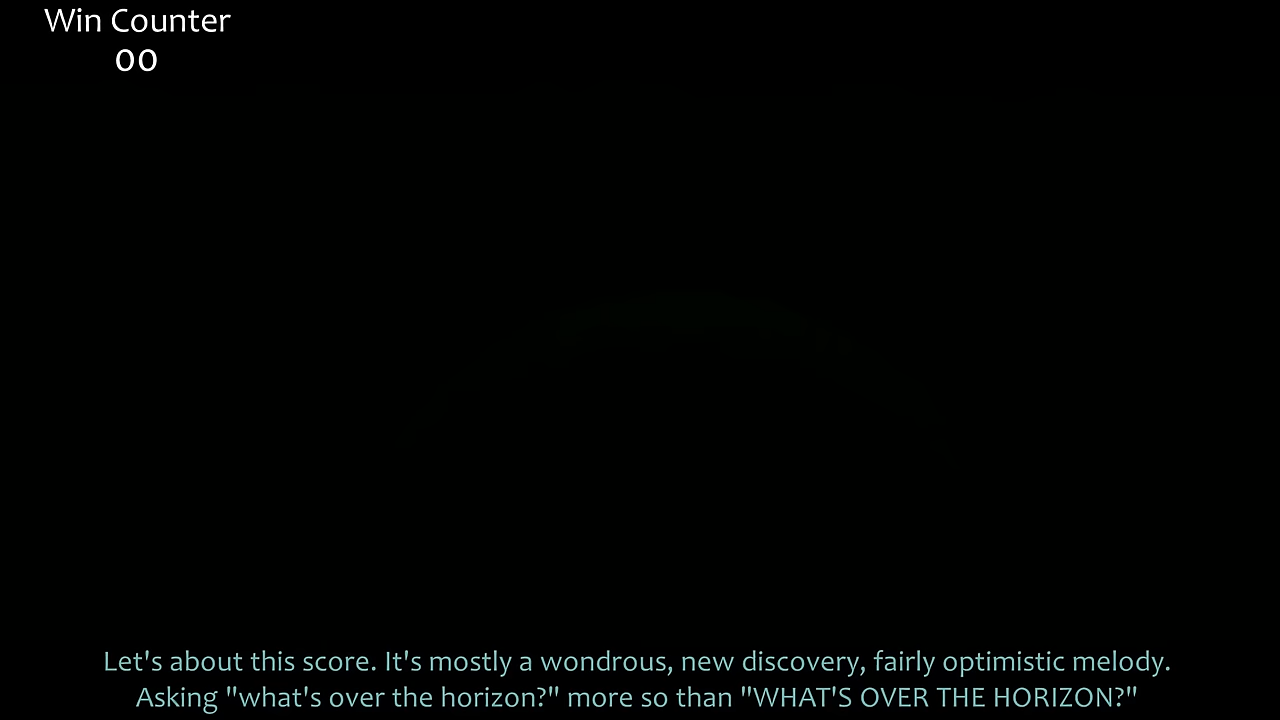 Win Counter
00
Let's about this score. It's mostly a wondrous, new discovery, fairly optimistic melody.
Asking "what's over the horizon?" more so than "WHAT'S OVER THE HORIZON?"